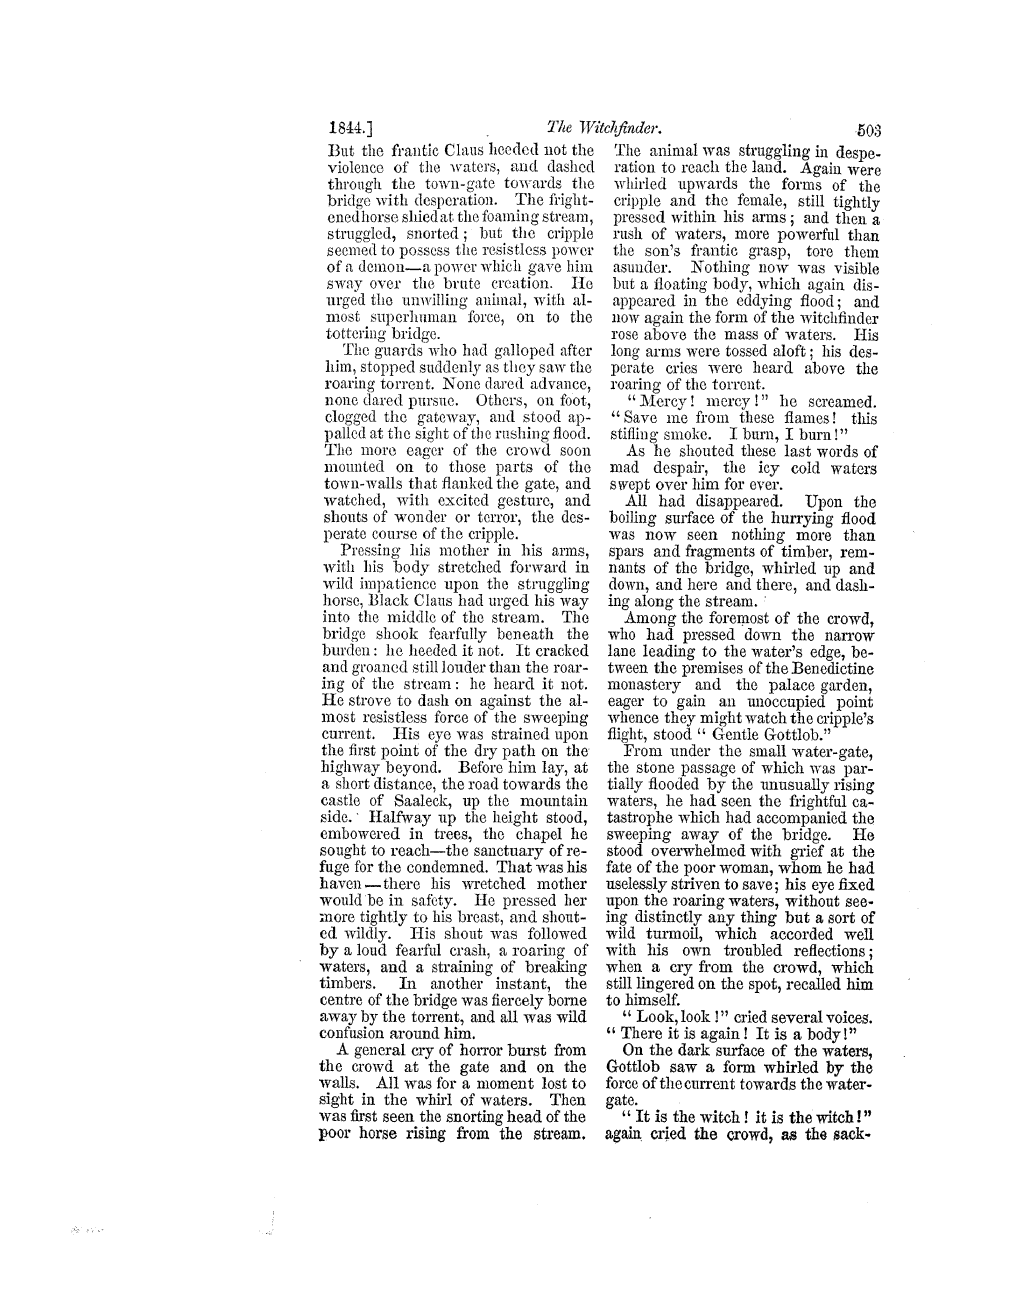 1844.] The Witchfinder. 503
But the frantic Claus heeded not the
violence of the waters, and dashed
through the town-gate towards the
bridge with desperation. The fright-
ened horse shied at the foaming stream,
struggled, snorted; but the cripple
seemed to possess the resistless power
of a demon—a power which gave him
sway over the brute creation. He
urged the unwilling animal, with al-
most superhuman force, on to the
tottering bridge.
The guards who had galloped after
him, stopped suddenly as they saw the
roaring torrent. None dared advance,
none dared pursue. Others, on foot,
clogged the gateway, and stood ap-
palled at the sight of the rushing flood.
The more eager of the crowd soon
mounted on to those parts of the
town-walls that flanked the gate, and
watched, with excited gesture, and
shouts of wonder or terror, the des-
perate course of the cripple.
Pressing his mother in his arms,
with his body stretched forward in
wild impatience upon the struggling
horse, Black Claus had urged his way
into the middle of the stream. The
bridge shook fearfully beneath the
burden: he heeded it not. It cracked
and groaned still louder than the roar-
ing of the stream: he heard it not.
He strove to dash on against the al-
most resistless force of the sweeping
current. His eye was strained upon
the first point of the dry path on the
highway beyond. Before him lay, at
a short distance, the road towards the
castle of Saaleck, up the mountain
side. Halfway up the height stood,
embowered in trees, the chapel he
sought to reach—the sanctuary of re-
fuge for the condemned. That was his
haven—there his wretched mother
would be in safety. He pressed her
more tightly to his breast, and shout-
ed wildly. His shout was followed
by a loud fearful crash, a roaring of
waters, and a straining of breaking
timbers. In another instant, the
centre of the bridge was fiercely borne
away by the torrent, and all was wild
confusion around him.
A general cry of horror burst from
the crowd at the gate and on the
walls. All was for a moment lost to
sight in the whirl of waters. Then
was first seen the snorting head of the
poor horse rising from the stream.
The animal was struggling in despe-
ration to reach the land. Again were
whirled upwards the forms of the
cripple and the female, still tightly
pressed within his arms; and then a
rush of waters, more powerful than
the son's frantic grasp, tore them
asunder. Nothing now was visible
but a floating body, which again dis-
appeared in the eddying flood; and
now again the form of the witchfinder
rose above the mass of waters. His
long arms were tossed aloft; his des-
perate cries were heard above the
roaring of the torrent.
"Mercy! mercy!" he screamed.
"Save me from these flames! this
stifling smoke. I burn, I burn!"
As he shouted these last words of
mad despair, the icy cold waters
swept over him for ever.
All had disappeared. Upon the
boiling surface of the hurrying flood
was now seen nothing more than
spars and fragments of timber, rem-
nants of the bridge, whirled up and
down, and here and there, and dash-
ing along the stream.
Among the foremost of the crowd,
who had pressed down the narrow
lane leading to the water's edge, be-
tween the premises of the Benedictine
monastery and the palace garden,
eager to gain an unoccupied point
whence they might watch the cripple's
flight, stood "Gentle Gottlob."
From under the small water-gate,
the stone passage of which was par-
tially flooded by the unusually rising
waters, he had seen the frightful ca-
tastrophe which had accompanied the
sweeping away of the bridge. He
stood overwhelmed with grief at the
fate of the poor woman, whom he had
uselessly striven to save; his eye fixed
upon the roaring waters, without see-
ing distinctly any thing but a sort of
wild turmoil, which accorded well
with his own troubled reflections;
when a cry from the crowd, which
still lingered on the spot, recalled him
to himself.
"Look, look!" cried several voices.
"There it is again! It is a body!"
On the dark surface of the waters,
Gottlob saw a form whirled by the
force of the current towards the water-
gate.
"It is the witch! it is the witch!"
again cried the crowd, as the sack-